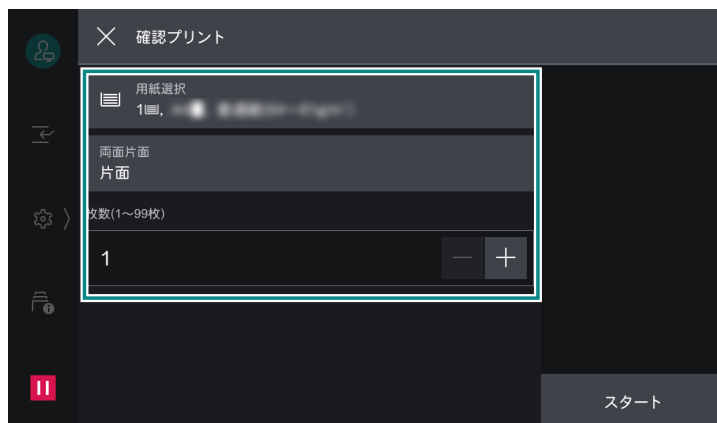 確認プリント
用紙選択
1
両面片面
片面
枚数(1～99枚)
1
スタート